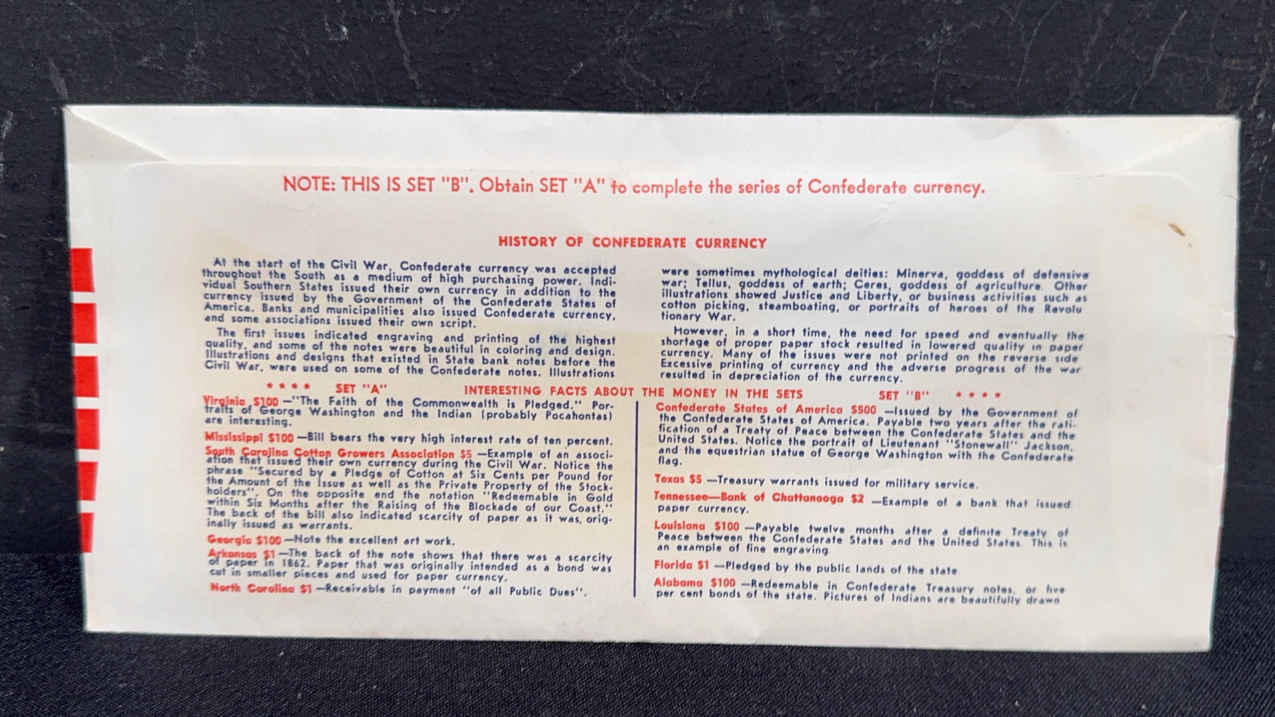 NOTE: THIS IS SET "B". Obtain SET "A" to complete the series of Confederate currency.
HISTORY OF CONFEDERATE CURRENCY
At the start of the Civil War, Confederate currency was accepted
throughout the South as a medium of high purchasing power. Indi-
vidual Southern States issued their own currency in addition to the
currency issued by the Government of the Confederate States of
America. Banks and municipalities also issued Confederate currency,
and some associations issued their own script.
The first issues indicated engraving and printing of the highest
quality, and some of the notes were beautiful in coloring and design.
Illustrations and designs that existed in State bank notes before the
Civil War, were used on some of the Confederate notes. Illustrations
were sometimes mythological deities: Minerva, goddess of defensive
war; Tellus, goddess of earth; Ceres, goddess of agriculture. Other
illustrations showed Justice and Liberty, or business activities such as
cotton picking, steamboating, or portraits of heroes of the Revolu
tionary War.
However, in a short time, the need for speed and eventually the
shortage of proper paper stock resulted in lowered quality in paper
currency. Many of the issues were not printed on the reverse side
Excessive printing of currency and the adverse progress of the war
resulted in depreciation of the currency.
* * * * SET "A" INTERESTING FACTS ABOUT THE MONEY IN THE SETS SET "B" * * * *
Virginia $100 —"The Faith of the Commonwealth is Pledged." Por-
traits of George Washington and the Indian (probably Pocahontas)
are interesting.
Mississippi $100 —Bill bears the very high interest rate of ten percent.
South Carolina Cotton Growers Association $5 —Example of an associ-
ation that issued their own currency during the Civil War. Notice the
phrase "Secured by a Pledge of Cotton at Six Cents per Pound for
the Amount of the Issue as well as the Private Property of the Stock-
holders". On the opposite end the notation "Redeemable in Gold
within Six Months after the Raising of the Blockade of our Coast."
The back of the bill also indicated scarcity of paper as it was, orig-
inally issued as warrants.
Georgia $100 —Note the excellent art work.
Arkansas $1 —The back of the note shows that there was a scarcity
of paper in 1862. Paper that was originally intended as a bond was
cut in smaller pieces and used for paper currency.
North Carolina $1 —Receivable in payment "of all Public Dues".
Confederate States of America $500 —Issued by the Government of
the Confederate States of America. Payable two years after the rati-
fication of a Treaty of Peace between the Confederate States and the
United States. Notice the portrait of Lieutenant "Stonewall" Jackson,
and the equestrian statue of George Washington with the Confederate
flag.
Texas $5 —Treasury warrants issued for military service.
Tennessee—Bank of Chattanooga $2 —Example of a bank that issued
paper currency.
Louisiana $100 —Payable twelve months after a definite Treaty of
Peace between the Confederate States and the United States. This is
an example of fine engraving
Florida $1 —Pledged by the public lands of the state
Alabama $100 —Redeemable in Confederate Treasury notes, or five
per cent bonds of the state. Pictures of Indians are beautifully drawn